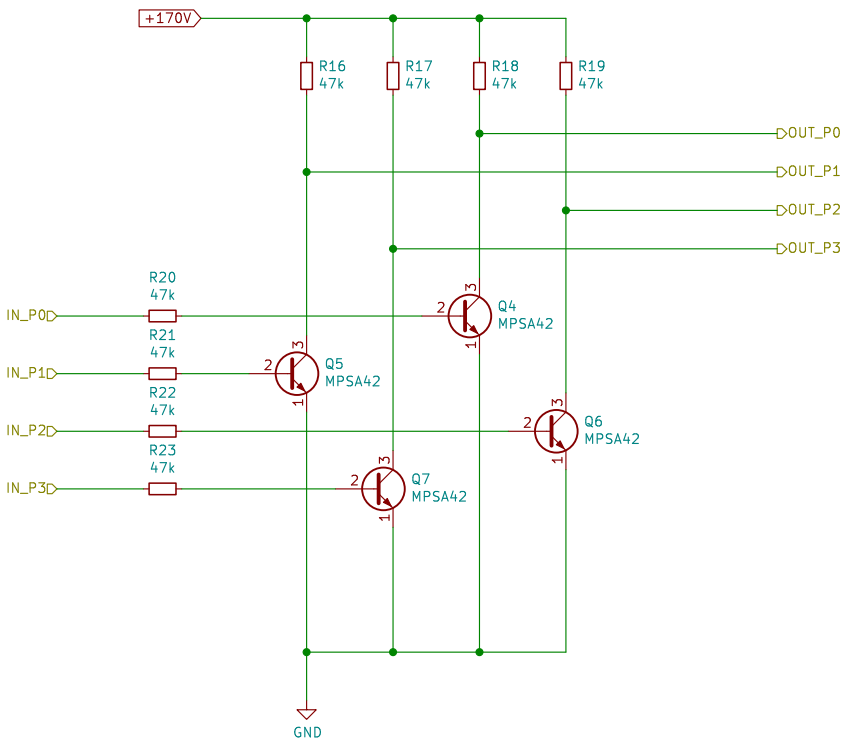 +170V
R16
47k
R17
47k
R18
47k
R19
47k
OUT_P0
OUT_P1
OUT_P2
OUT_P3
R20
47k
IN_P0
2
3
1
Q4
MPSA42
R21
47k
IN_P1
2
3
1
Q5
MPSA42
R22
47k
IN_P2
2
3
1
Q6
MPSA42
R23
47k
IN_P3
2
3
1
Q7
MPSA42
GND